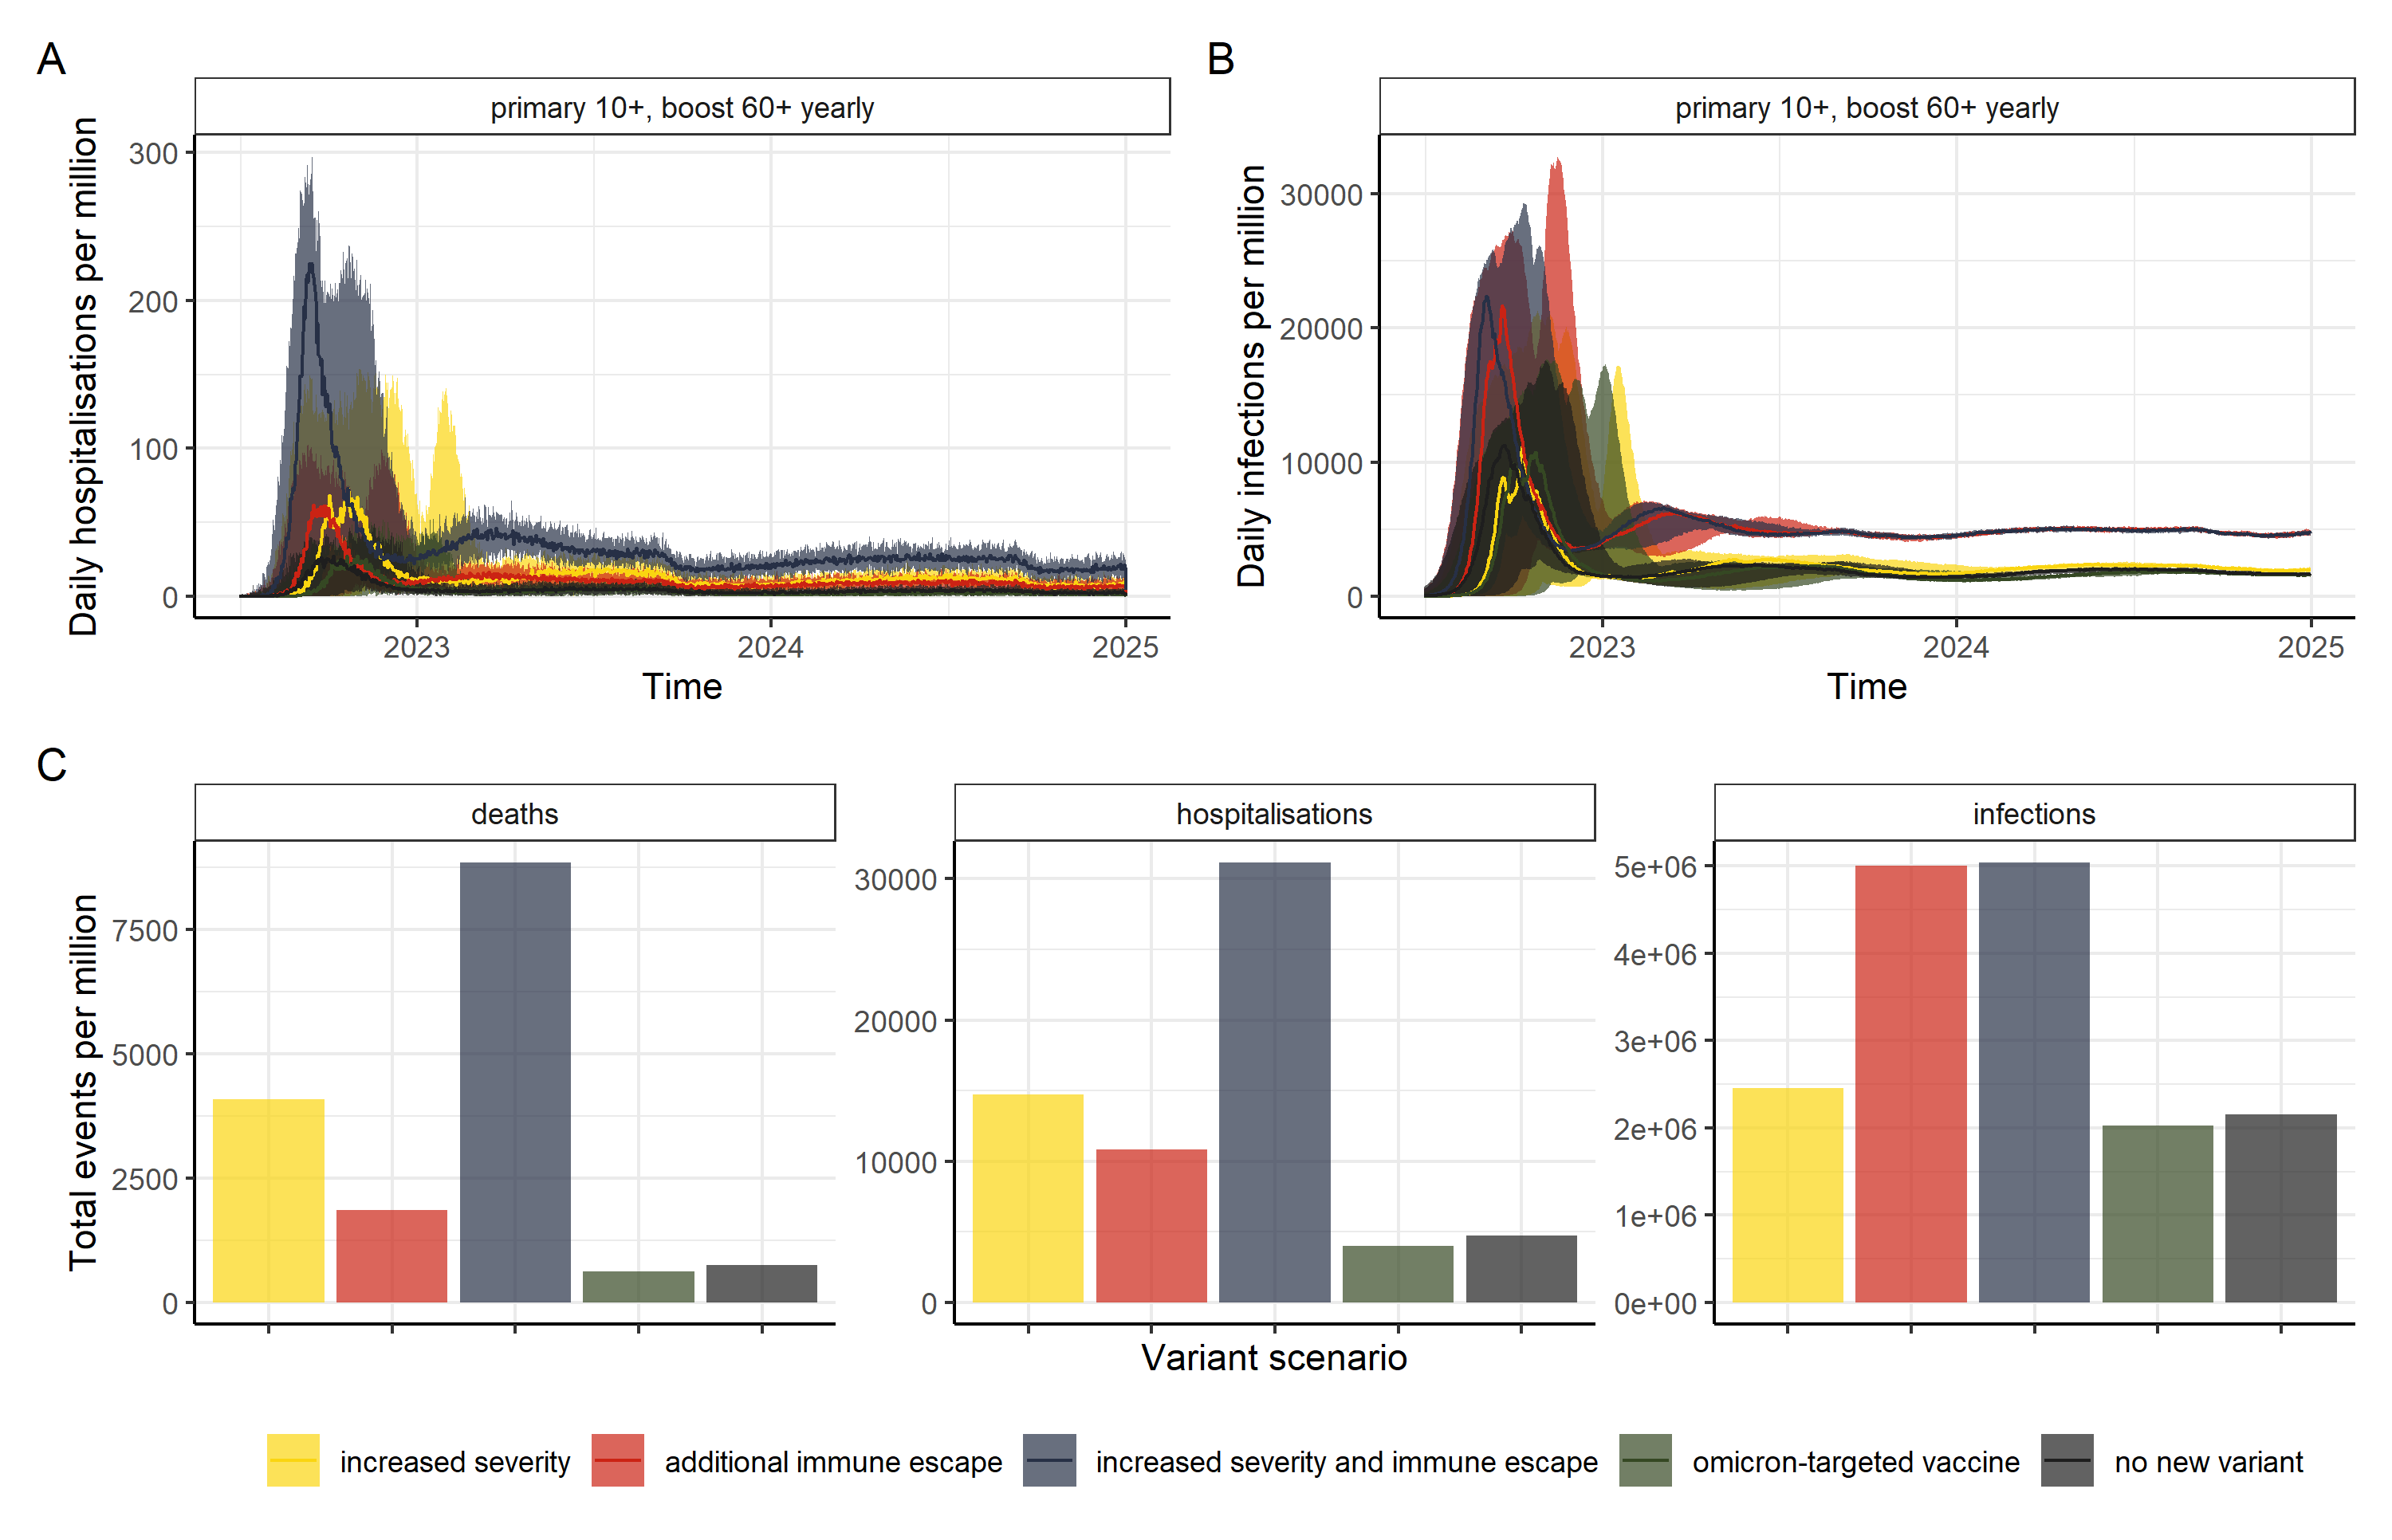 A
primary 10+, boost 60+ yearly
Daily hospitalisations per million
300
200
100
0
2023
2024
2025
Time
B
primary 10+, boost 60+ yearly
Daily infections per million
30000
20000
10000
0
2023
2024
2025
Time
C
Total events per million
deaths
7500
5000
2500
0
hospitalisations
30000
20000
10000
0
infections
5e+06
4e+06
3e+06
2e+06
1e+06
0e+00
Variant scenario
increased severity
additional immune escape
increased severity and immune escape
omicron-targeted vaccine
no new variant